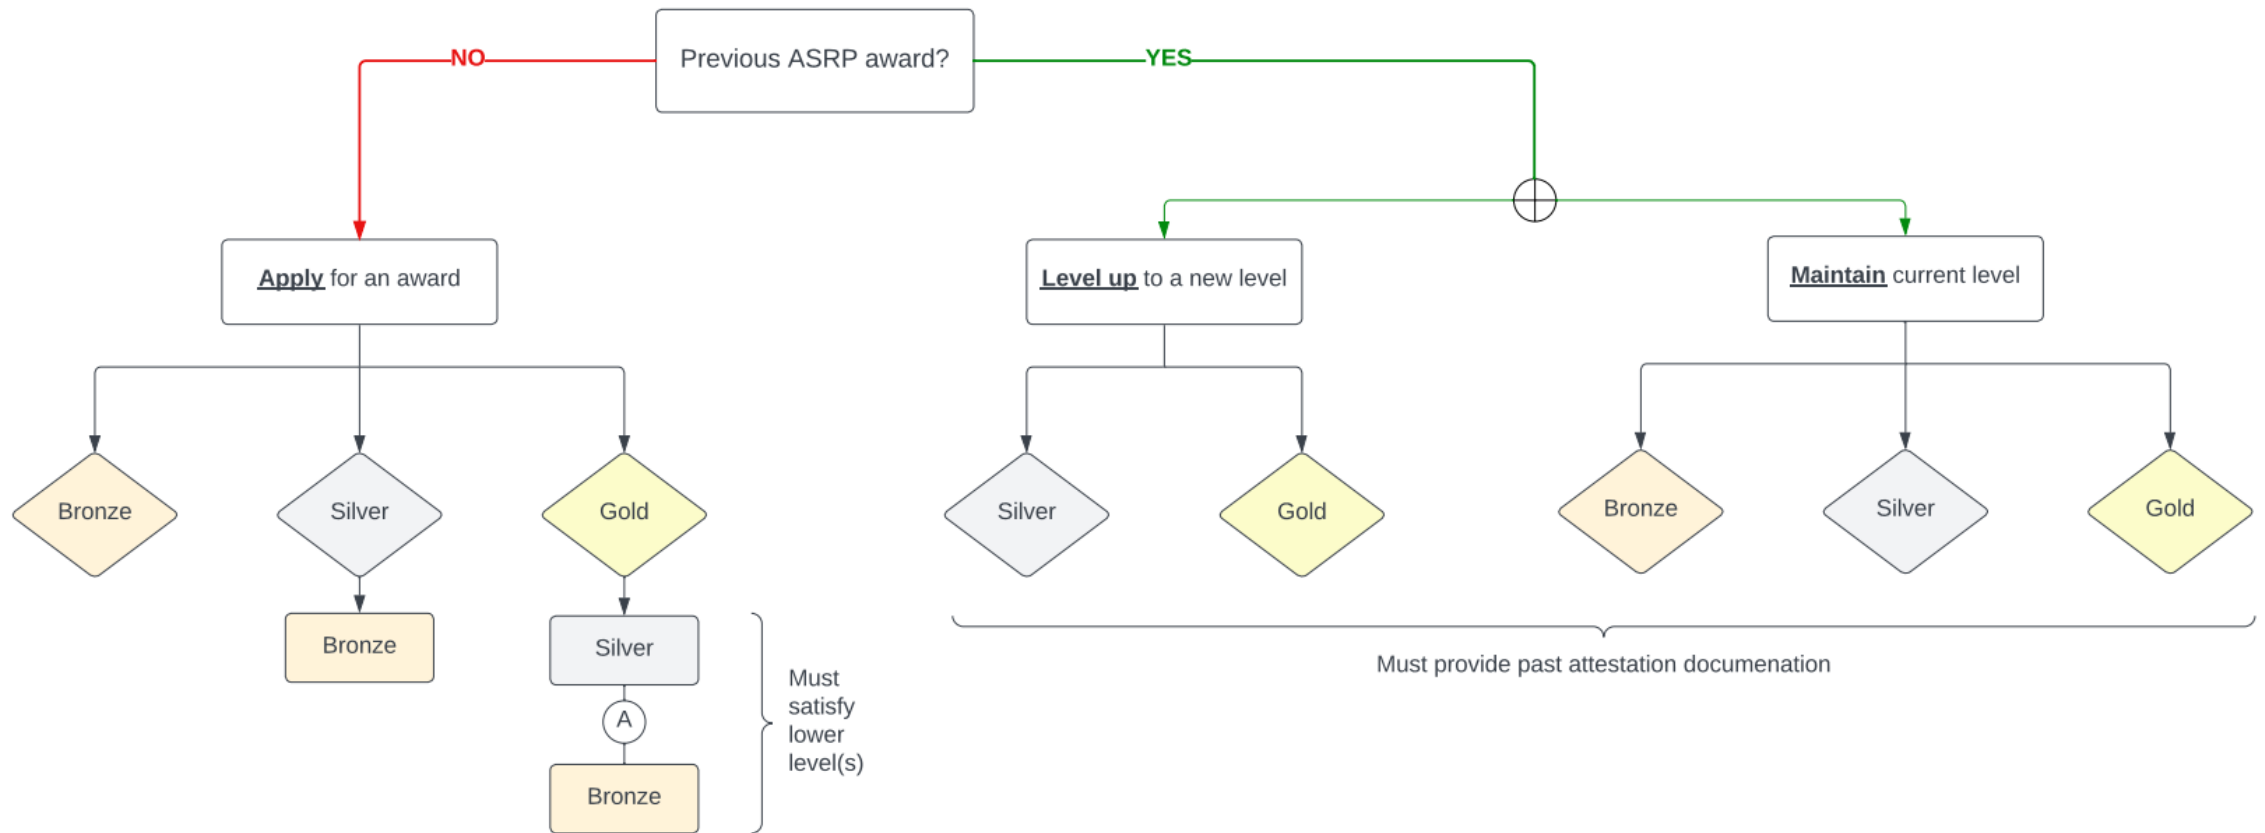 Previous ASRP award?
NO
YES
Apply for an award
Level up to a new level
Maintain current level
Bronze
Silver
Gold
Silver
Gold
Bronze
Silver
Gold
Bronze
Silver
A
Bronze
Must
satisfy
lower
level(s)
Must provide past attestation documenation